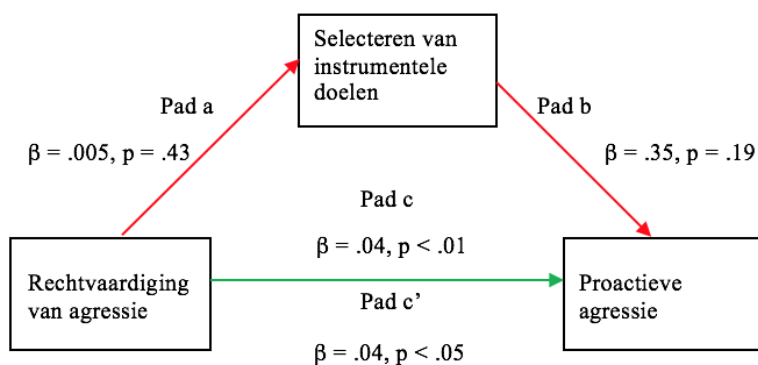 Selecteren van
instrumentele
doelen
Pad a
Pad b
β = .005, p = .43
β = .35, p = .19
Pad c
β = .04, p < .01
Rechtvaardiging
van agressie
Proactieve
agressie
Pad c’
β = .04, p < .05